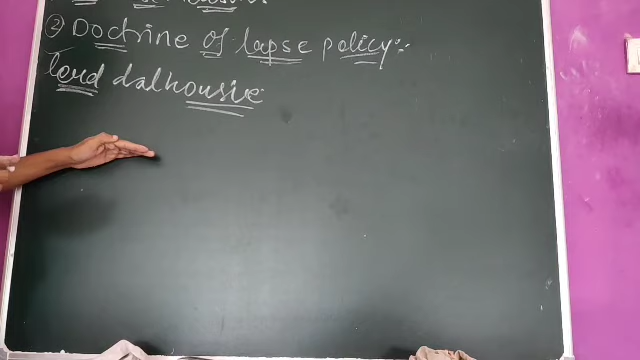 ② Doctrine of lapse policy:-
lord dalhousie